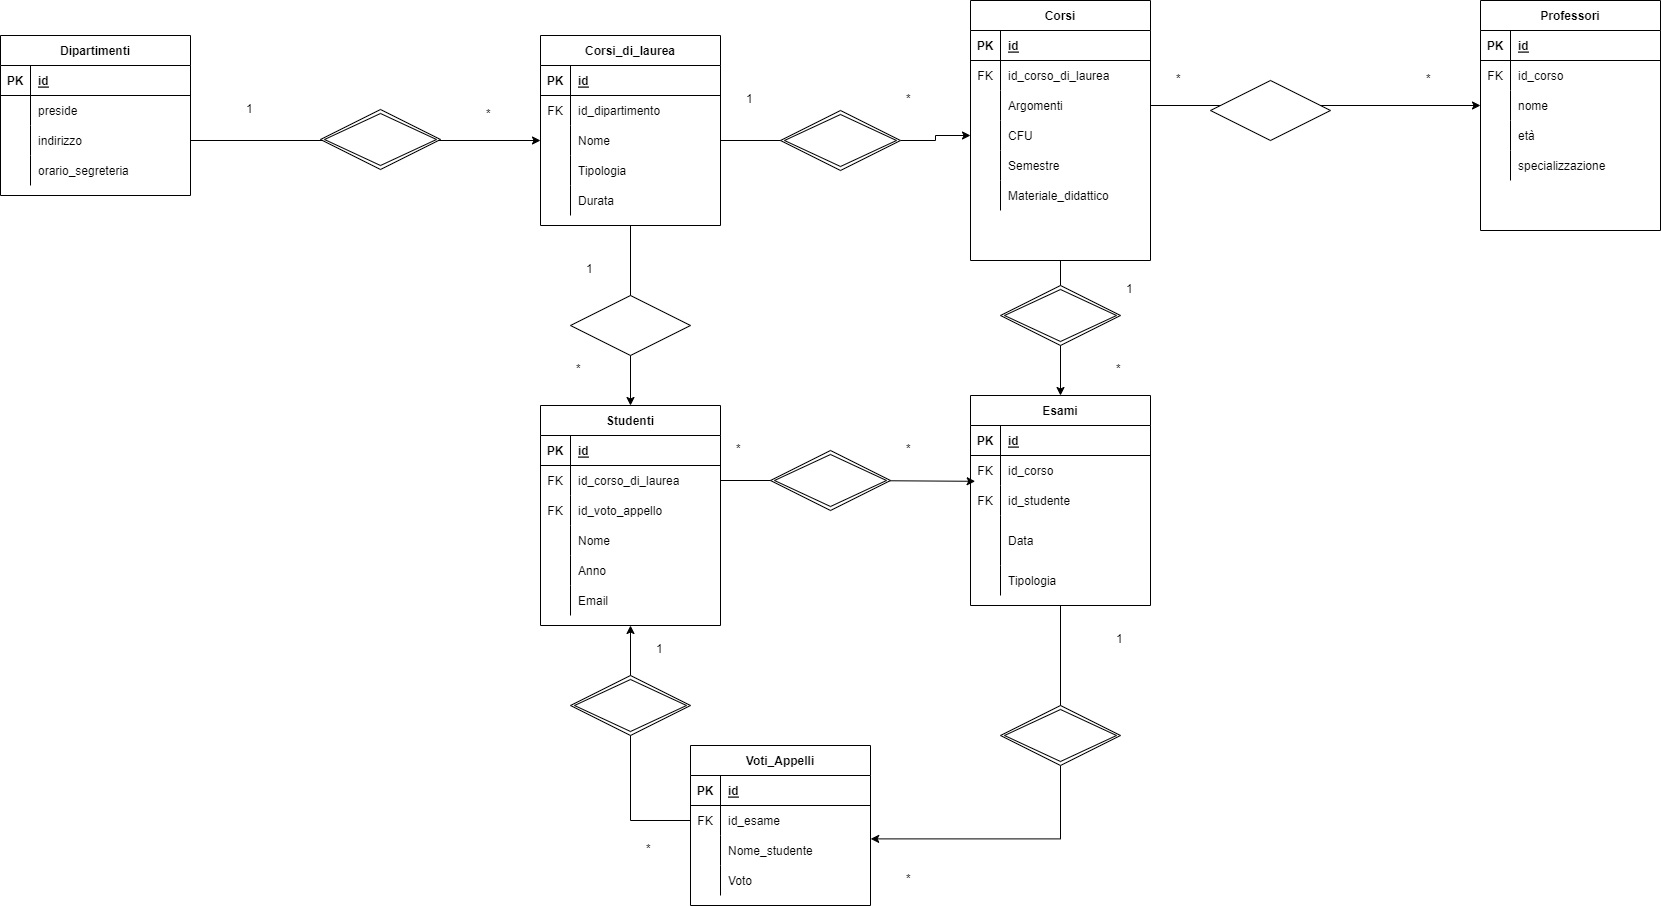 Dipartimenti
PK id
preside
indirizzo
orario_segreteria
1
*
Corsi_di_laurea
PK id
FK id_dipartimento
Nome
Tipologia
Durata
1
*
Corsi
PK id
FK id_corso_di_laurea
Argomenti
CFU
Semestre
Materiale_didattico
*
*
Professori
PK id
FK id_corso
nome
età
specializzazione
1
*
1
*
Studenti
PK id
FK id_corso_di_laurea
FK id_voto_appello
Nome
Anno
Email
*
*
Esami
PK id
FK id_corso
FK id_studente
Data
Tipologia
1
*
1
*
Voti_Appelli
PK id
FK id_esame
Nome_studente
Voto